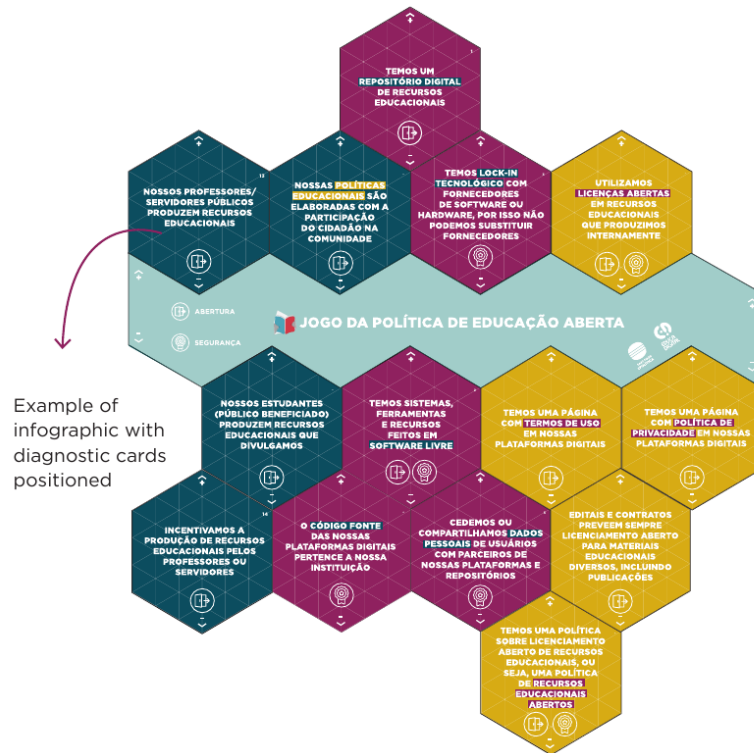 TEMOS UM
REPOSITÓRIO DIGITAL
DE RECURSOS
EDUCACIONAIS
12
NOSSOS PROFESSORES/
SERVIDORES PÚBLICOS
PRODUZEM RECURSOS
EDUCACIONAIS
NOSSAS POLÍTICAS
EDUCACIONAIS SÃO
ELABORADAS COM A
PARTICIPAÇÃO
DO CIDADÃO NA
COMUNIDADE
TEMOS LOCK-IN
TECNOLÓGICO COM
FORNECEDORES
DE SOFTWARE OU
HARDWARE, POR ISSO NÃO
PODEMOS SUBSTITUIR
FORNECEDORES
UTILIZAMOS
LICENÇAS ABERTAS
EM RECURSOS
EDUCACIONAIS
QUE PRODUZIMOS
INTERNAMENTE
ABERTURA
SEGURANÇA
JOGO DA POLÍTICA DE EDUCAÇÃO ABERTA
Example of
infographic with
diagnostic cards
positioned
NOSSOS ESTUDANTES
(PÚBLICO BENEFICIADO)
PRODUZEM RECURSOS
EDUCACIONAIS QUE
DIVULGAMOS
TEMOS SISTEMAS,
FERRAMENTAS
E RECURSOS
FEITOS EM
SOFTWARE LIVRE
TEMOS UMA PÁGINA
COM TERMOS DE USO
EM NOSSAS
PLATAFORMAS DIGITAIS
TEMOS UMA PÁGINA
COM POLÍTICA DE
PRIVACIDADE EM NOSSAS
PLATAFORMAS DIGITAIS
14
INCENTIVAMOS A
PRODUÇÃO DE RECURSOS
EDUCACIONAIS PELOS
PROFESSORES OU
SERVIDORES
O CÓDIGO FONTE
DAS NOSSAS
PLATAFORMAS DIGITAIS
PERTENCE A NOSSA
INSTITUIÇÃO
CEDEMOS OU
COMPARTILHAMOS DADOS
PESSOAIS DE USUÁRIOS
COM PARCEIROS DE
NOSSAS PLATAFORMAS E
REPOSITÓRIOS
EDITAIS E CONTRATOS
PREVEEM SEMPRE
LICENCIAMENTO ABERTO
PARA MATERIAIS
EDUCACIONAIS
DIVERSOS, INCLUINDO
PUBLICAÇÕES
TEMOS UMA POLÍTICA
SOBRE LICENCIAMENTO
ABERTO DE RECURSOS
EDUCACIONAIS, OU
SEJA, UMA POLÍTICA
DE RECURSOS
EDUCACIONAIS
ABERTOS